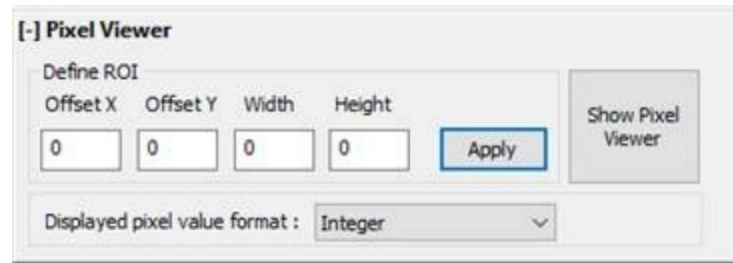 [-] Pixel Viewer
Define ROI
Offset X Offset Y Width Height
0 0 0 0 Apply
Show Pixel
Viewer
Displayed pixel value format : Integer